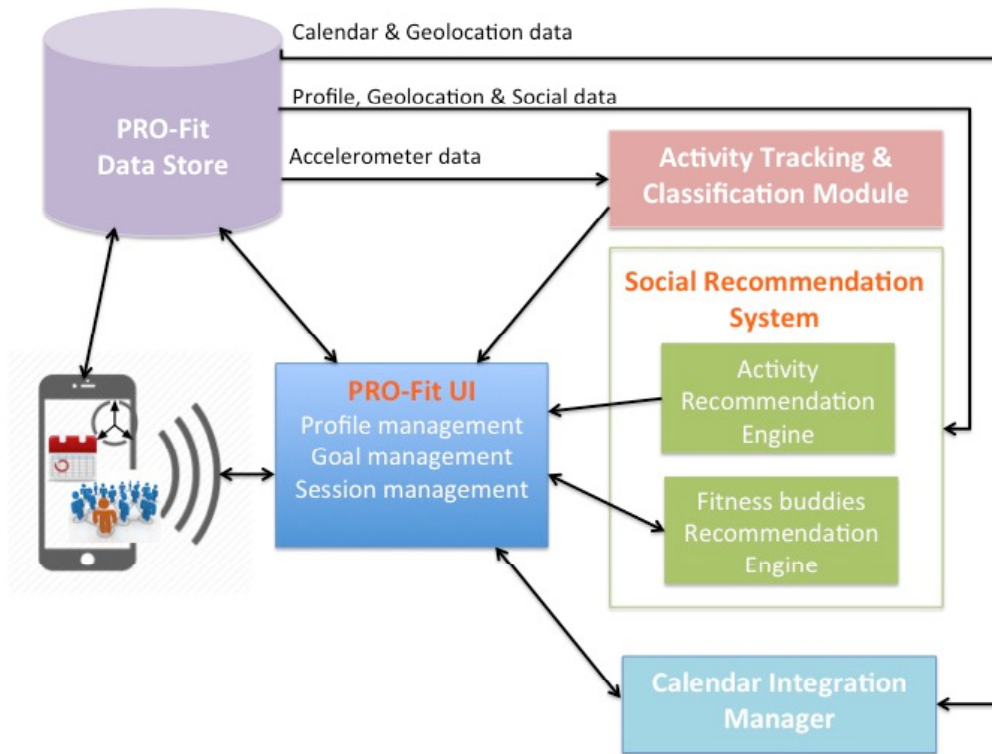 Calendar & Geolocation data
Profile, Geolocation & Social data
PRO-Fit
Data Store
Accelerometer data
Activity Tracking &
Classification Module
Social Recommendation
System
Activity
Recommendation
Engine
PRO-Fit UI
Profile management
Goal management
Session management
Fitness buddies
Recommendation
Engine
Calendar Integration
Manager